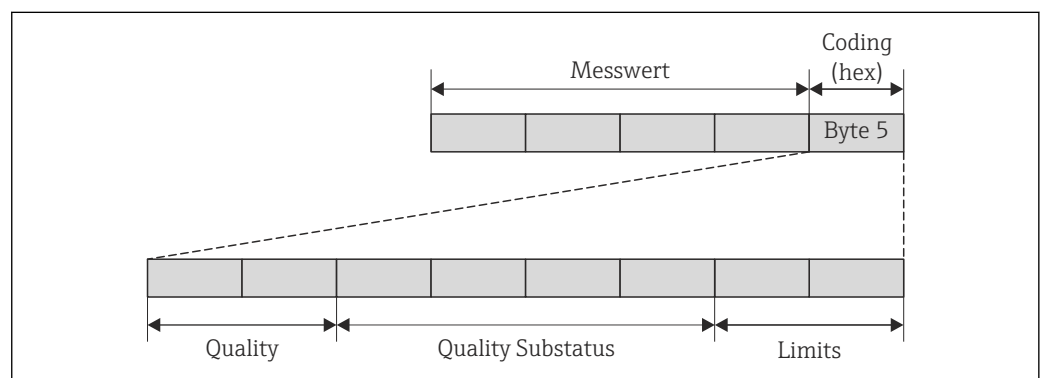 Coding
Messwert
(hex)
Byte 5
Quality
Quality Substatus
Limits